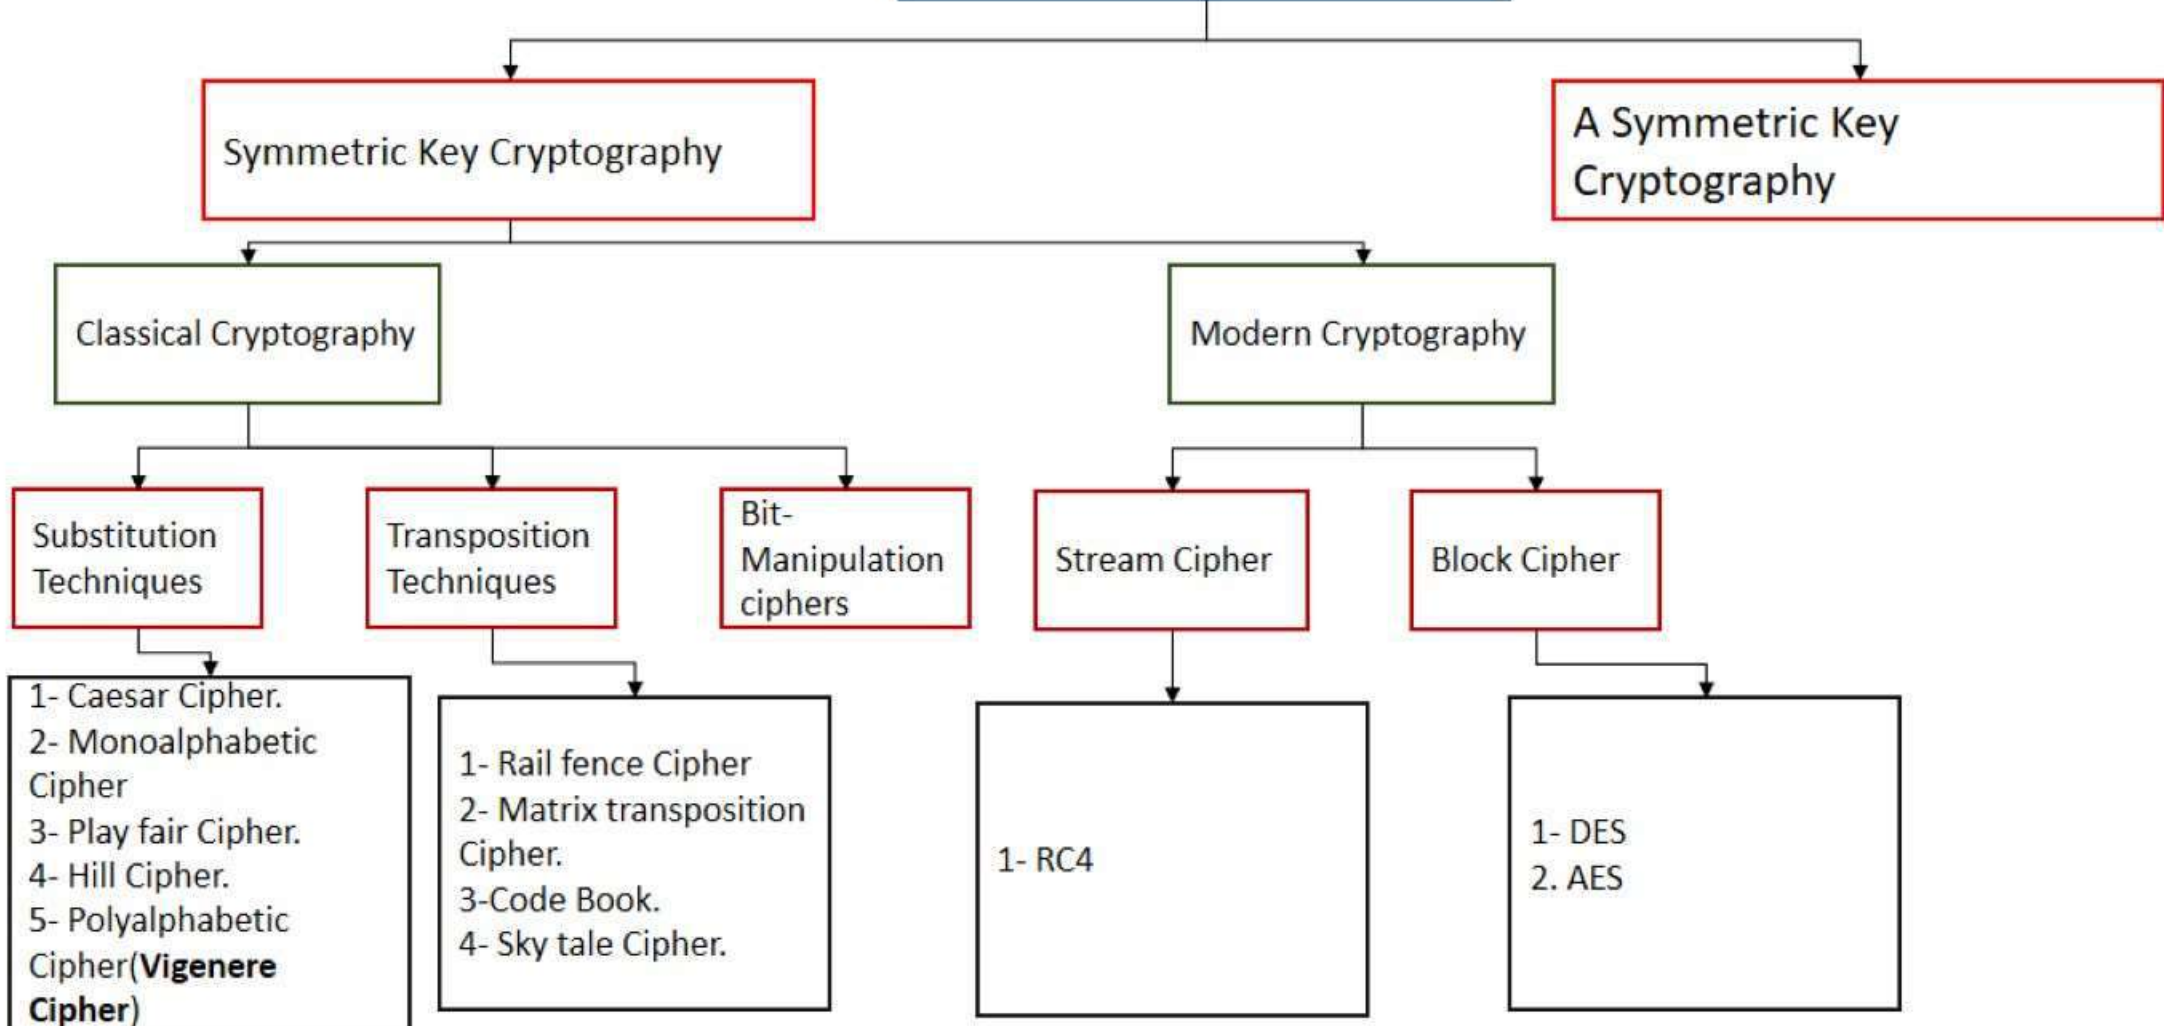 Symmetric Key Cryptography
A Symmetric Key
Cryptography
Classical Cryptography
Modern Cryptography
Substitution
Techniques
Transposition
Techniques
Bit-
Manipulation
ciphers
Stream Cipher
Block Cipher
1- Caesar Cipher.
2- Monoalphabetic
Cipher
3- Play fair Cipher.
4- Hill Cipher.
5- Polyalphabetic
Cipher(Vigenere
Cipher)
1- Rail fence Cipher
2- Matrix transposition
Cipher.
3-Code Book.
4- Sky tale Cipher.
1- RC4
1- DES
2. AES